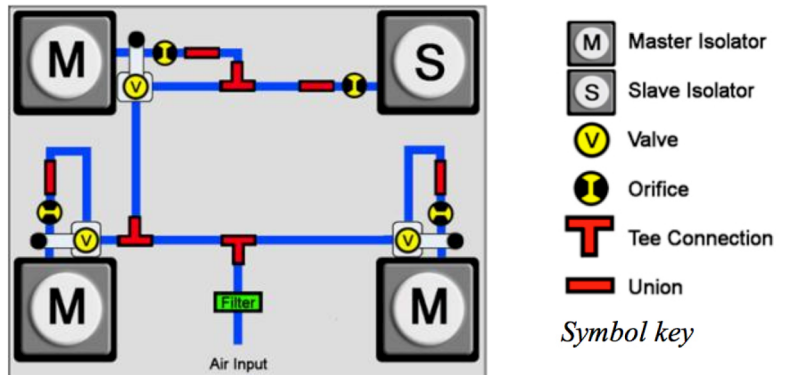 M
S
V
V
V
M
M
Filter
Air Input
M Master Isolator
S Slave Isolator
V Valve
Orifice
Tee Connection
Union
Symbol key